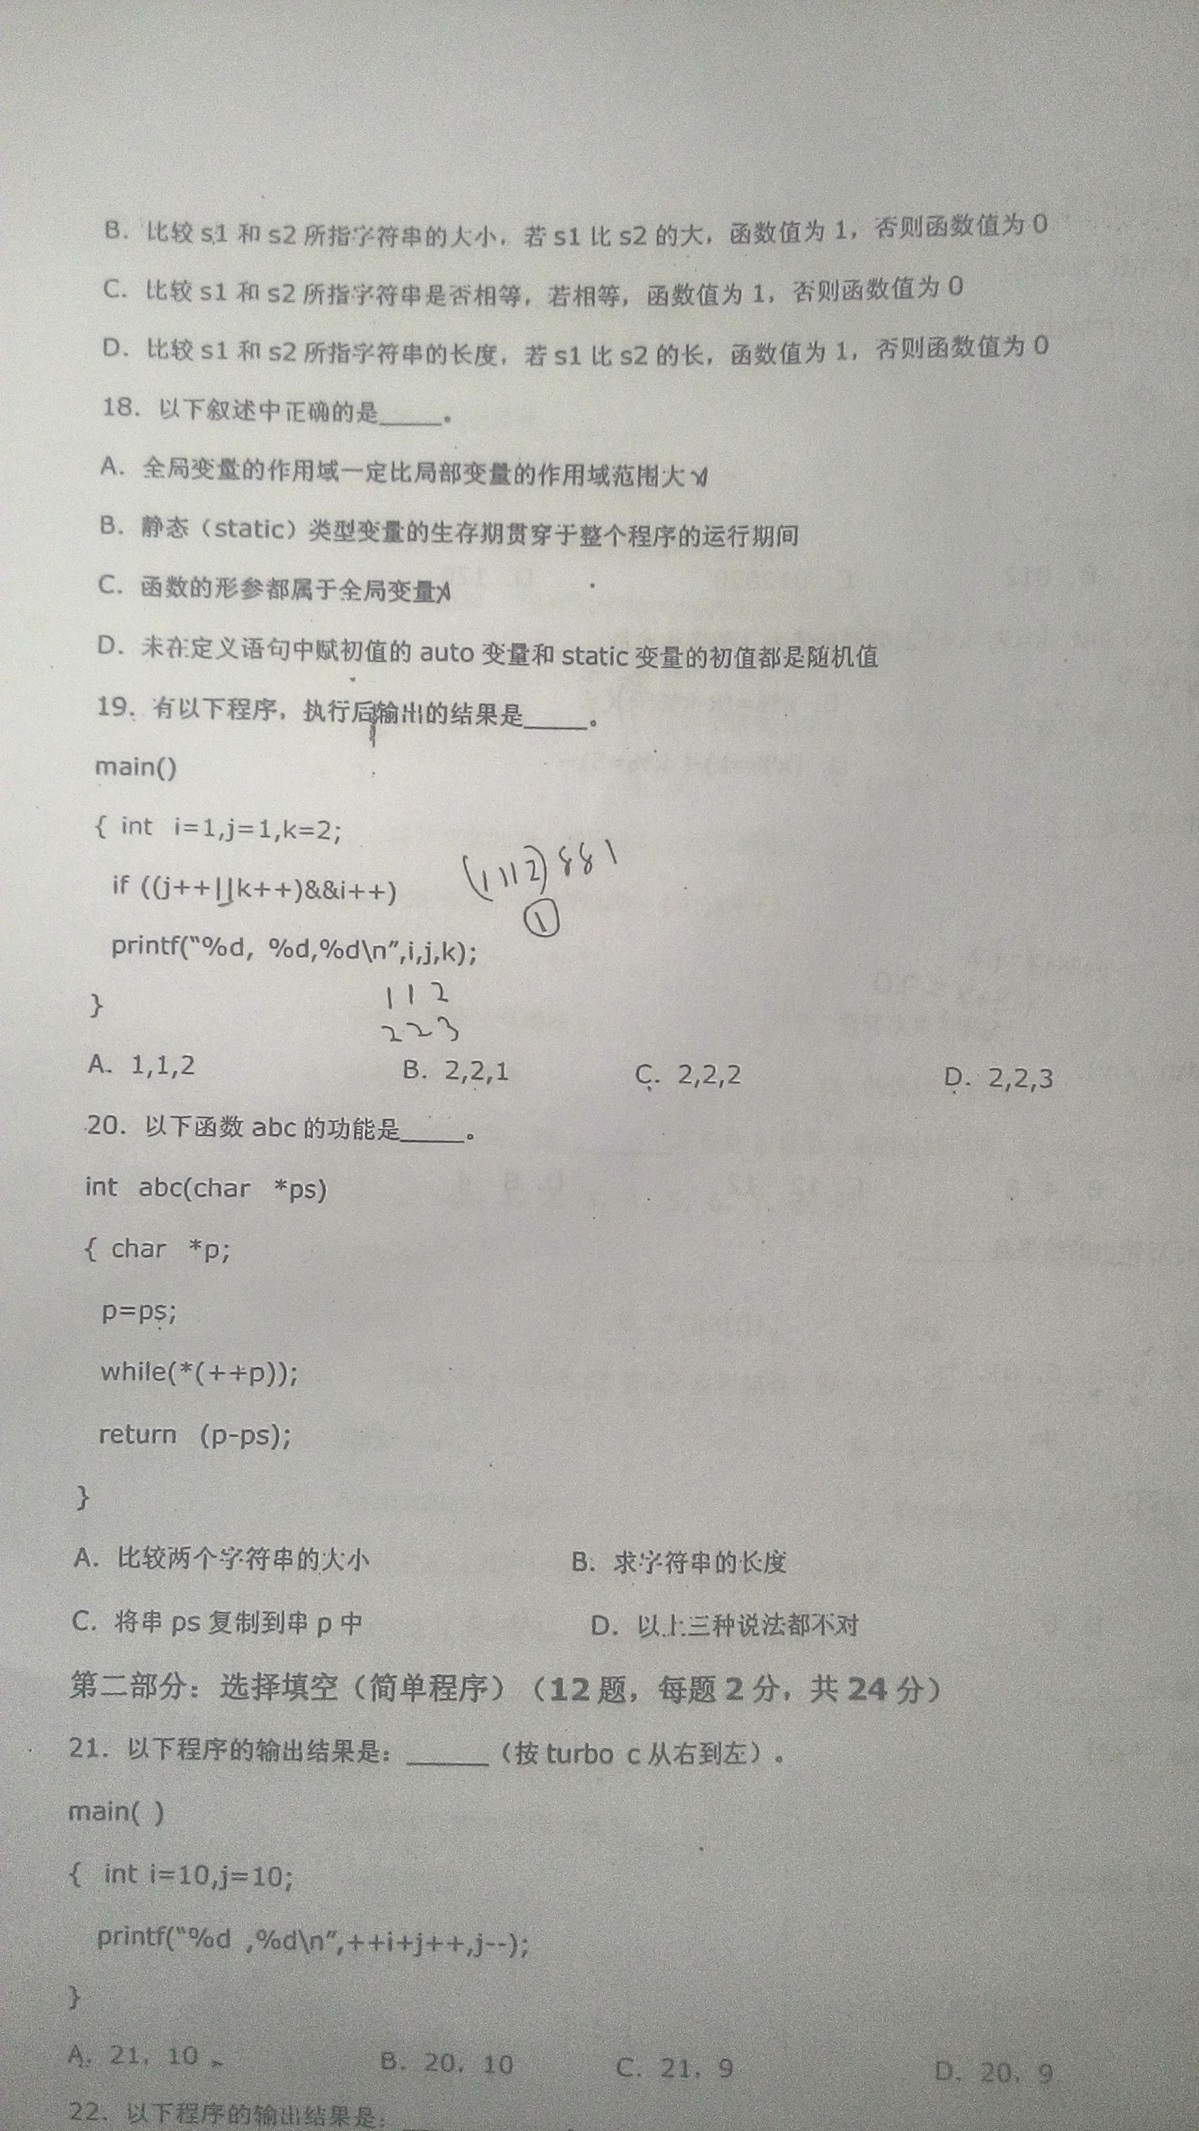 B．比较 s1 和 s2 所指字符串的大小，若 s1 比 s2 的大，函数值为 1，否则函数值为 0
C．比较 s1 和 s2 所指字符串是否相等，若相等，函数值为 1，否则函数值为 0
D．比较 s1 和 s2 所指字符串的长度，若 s1 比 s2 的长，函数值为 1，否则函数值为 0
18．以下叙述中正确的是_____。
A．全局变量的作用域一定比局部变量的作用域范围大
B．静态（static）类型变量的生存期贯穿于整个程序的运行期间
C．函数的形参都属于全局变量
D．未在定义语句中赋初值的 auto 变量和 static 变量的初值都是随机值
19．有以下程序，执行后输出的结果是_____。
main()
{ int i=1,j=1,k=2;
if ((j++||k++)&&i++)
(1112) 881
①
printf("%d, %d,%d\n",i,j,k);
}
1 1 2
2 2 3
A．1,1,2 B．2,2,1 C．2,2,2 D．2,2,3
20．以下函数 abc 的功能是_____。
int abc(char *ps)
{ char *p;
p=ps;
while(*(++p));
return (p-ps);
}
A．比较两个字符串的大小 B．求字符串的长度
C．将串 ps 复制到串 p 中 D．以上三种说法都不对
第二部分：选择填空（简单程序）（12 题，每题 2 分，共 24 分）
21．以下程序的输出结果是：______（按 turbo c 从右到左）。
main( )
{ int i=10,j=10;
printf("%d ,%d\n",++i+j++,j--);
}
A．21，10 B．20，10 C．21，9 D．20，9
22．以下程序的输出结果是：